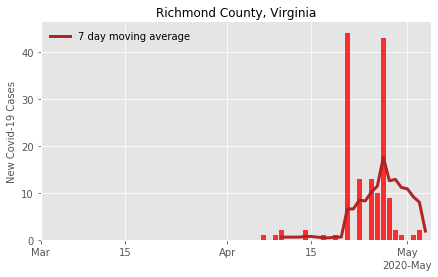 Richmond County, Virginia
7 day moving average
New Covid-19 Cases
40
30
20
10
0
Mar
15
Apr
15
May
2020-May